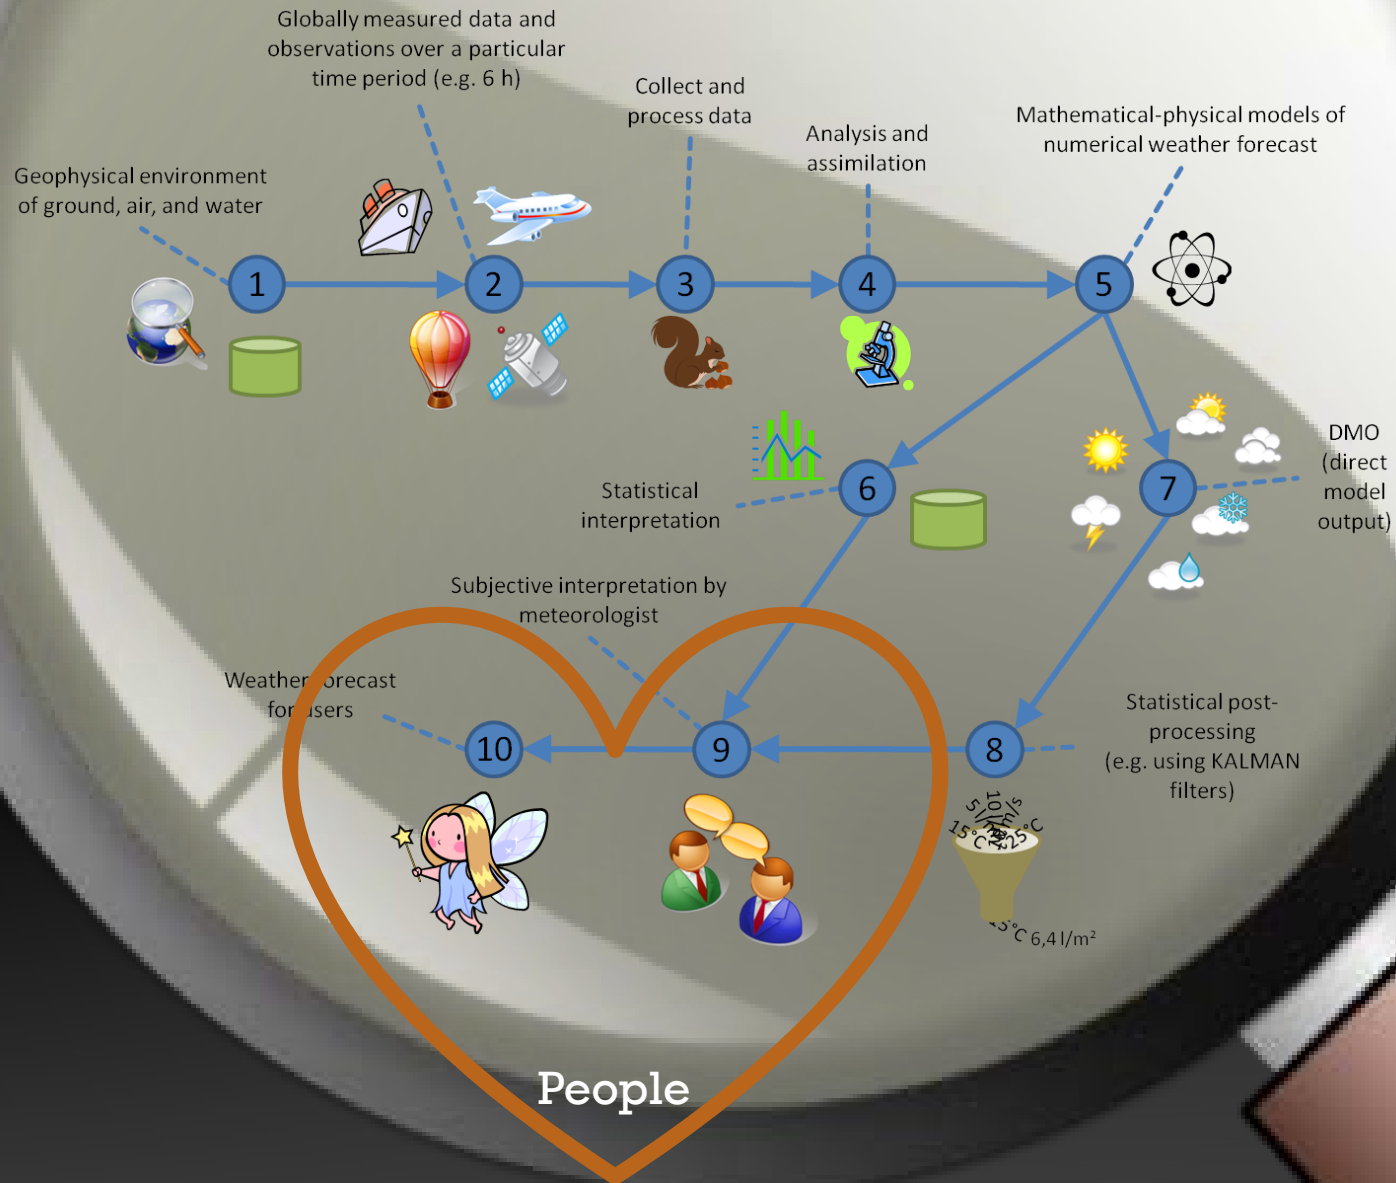 Globally measured data and
observations over a particular
time period (e.g. 6 h)
Collect and
process data
Mathematical-physical models of
numerical weather forecast
Analysis and
assimilation
Geophysical environment
of ground, air, and water
1
2
3
4
5
DMO
(direct
model
output)
6
7
Statistical
interpretation
Subjective interpretation by
meteorologist
Weather forecast
for users
Statistical post-
processing
(e.g. using KALMAN
filters)
10
9
8
15°C
25°C
15°C 6,4 l/m²
People